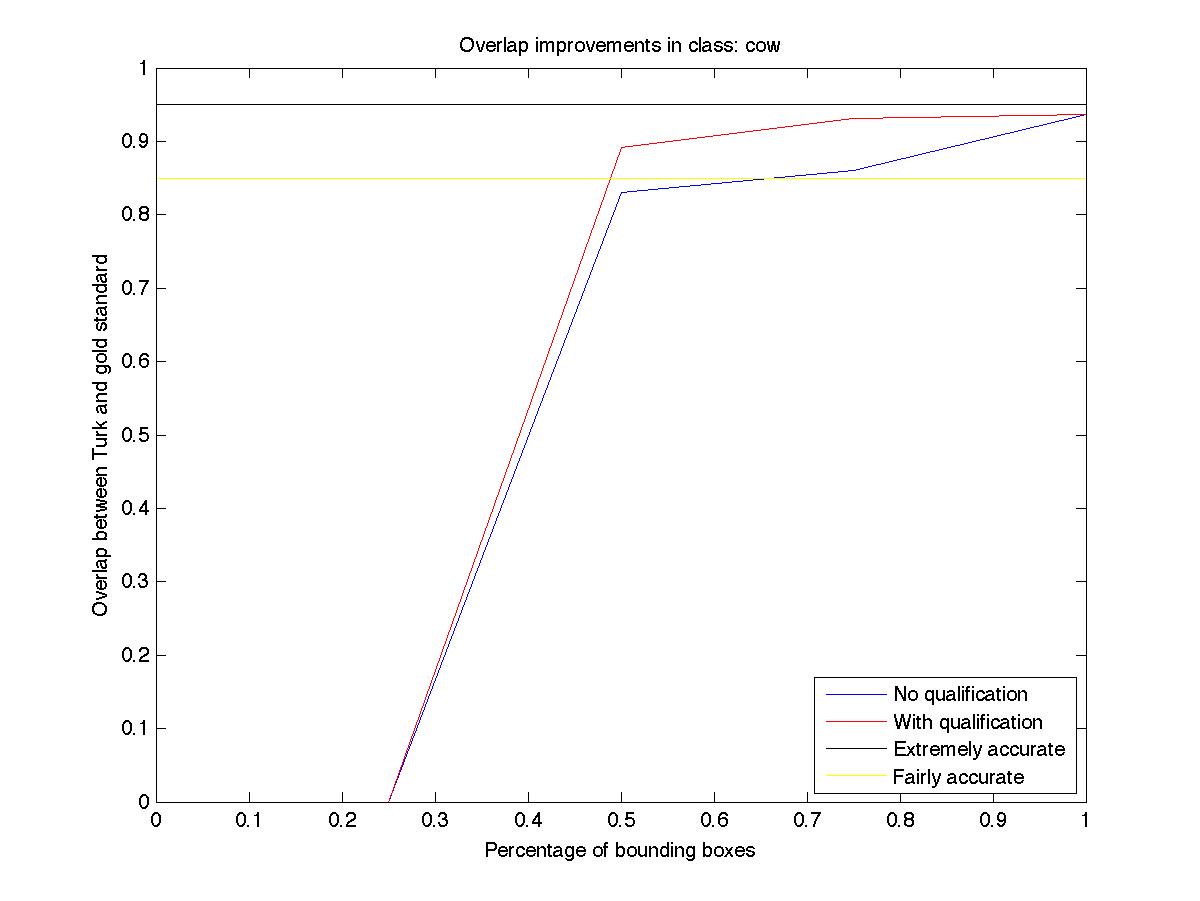 Overlap improvements in class: cow
1
0.9
0.8
0.7
0.6
0.5
0.4
0.3
0.2
0.1
0
Overlap between Turk and gold standard
No qualification
With qualification
Extremely accurate
Fairly accurate
0 0.1 0.2 0.3 0.4 0.5 0.6 0.7 0.8 0.9 1
Percentage of bounding boxes